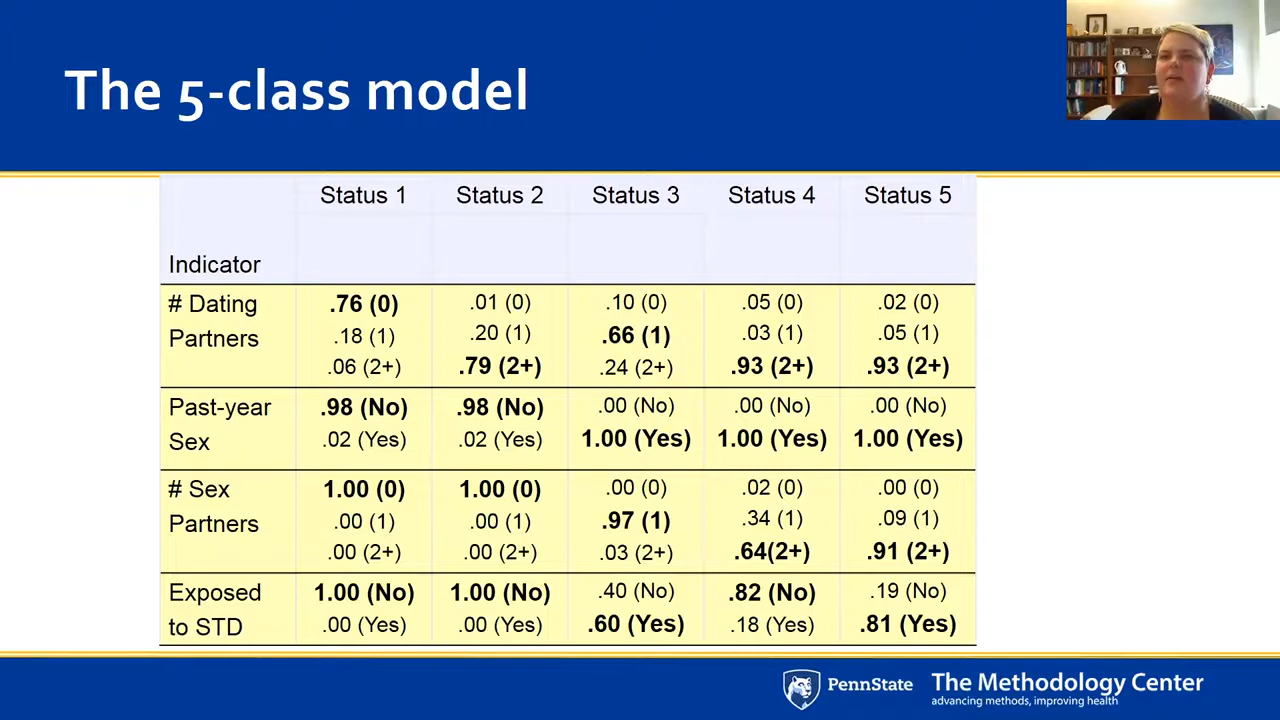 The 5-class model
Status 1 Status 2 Status 3 Status 4 Status 5
Indicator
# Dating Partners
.76 (0) .01 (0) .10 (0) .05 (0) .02 (0)
.18 (1) .20 (1) .66 (1) .03 (1) .05 (1)
.06 (2+) .79 (2+) .24 (2+) .93 (2+) .93 (2+)
Past-year Sex
.98 (No) .98 (No) .00 (No) .00 (No) .00 (No)
.02 (Yes) .02 (Yes) 1.00 (Yes) 1.00 (Yes) 1.00 (Yes)
# Sex Partners
1.00 (0) 1.00 (0) .00 (0) .02 (0) .00 (0)
.00 (1) .00 (1) .97 (1) .34 (1) .09 (1)
.00 (2+) .00 (2+) .03 (2+) .64(2+) .91 (2+)
Exposed to STD
1.00 (No) 1.00 (No) .40 (No) .82 (No) .19 (No)
.00 (Yes) .00 (Yes) .60 (Yes) .18 (Yes) .81 (Yes)
PennState The Methodology Center
advancing methods, improving health